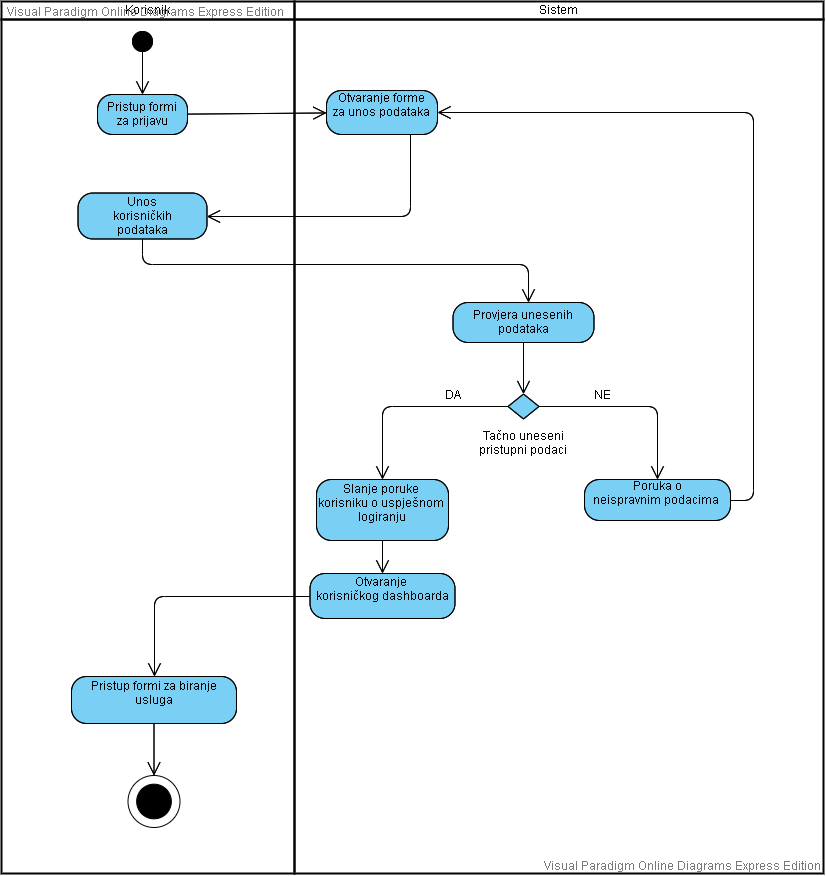 Visual Paradigm Online Diagrams Express Edition
Korisnik
Sistem
Pristup formi
za prijavu
Otvaranje forme
za unos podataka
Unos
korisničkih
podataka
Provjera unesenih
podataka
DA
NE
Tačno uneseni
pristupni podaci
Slanje poruke
korisniku o uspješnom
logiranju
Poruka o
neispravnim podacima
Otvaranje
korisničkog dashboarda
Pristup formi za biranje
usluga
Visual Paradigm Online Diagrams Express Edition